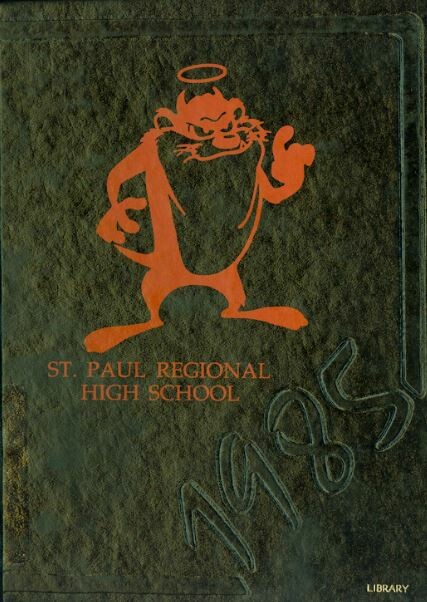 ST. PAUL REGIONAL
HIGH SCHOOL
1985
LIBRARY